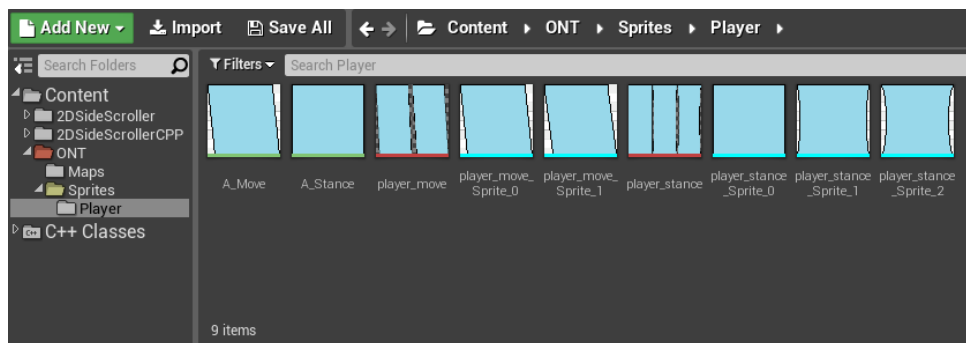 Add New Import Save All Content ONT Sprites Player
Search Folders
Filters Search Player
Content
2DSideScroller
2DSideScrollerCPP
ONT
Maps
Sprites
Player
C++ Classes
A_Move A_Stance player_move player_move_ player_move_ player_stance player_stance player_stance player_stance
Sprite_0 Sprite_1 _Sprite_0 _Sprite_1 _Sprite_2
9 items